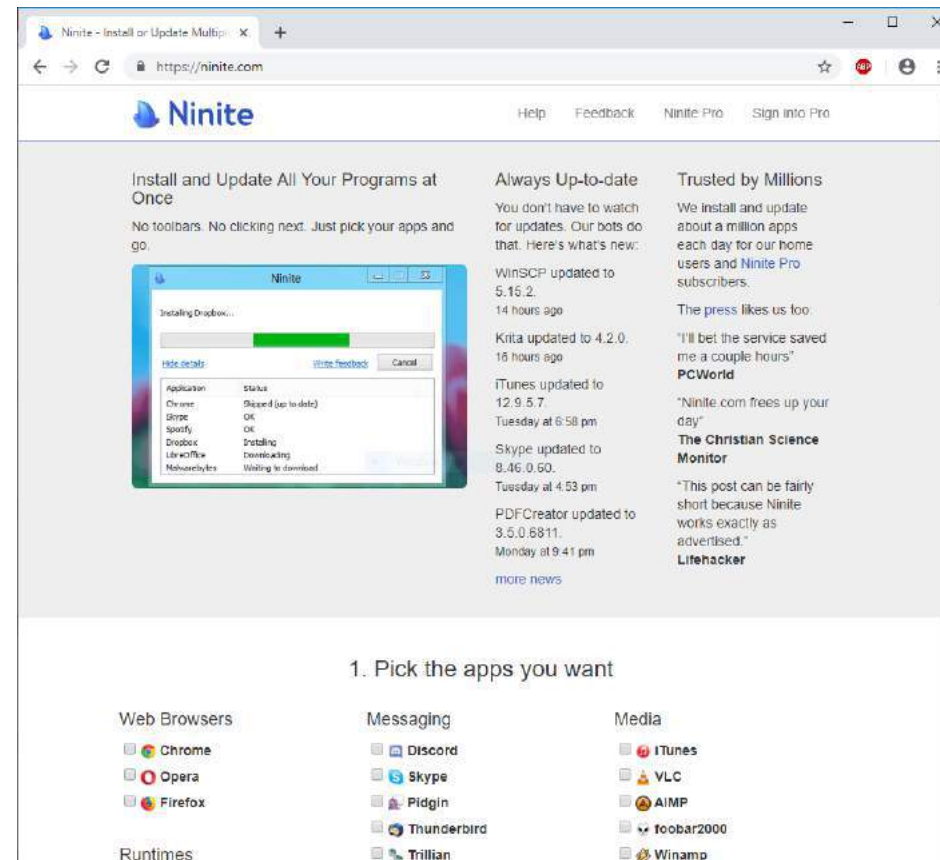 Ninite - Install or Update Multipl
https://ninite.com
ABP
Ninite
Help Feedback Ninite Pro Sign into Pro
Install and Update All Your Programs at
Once
No toolbars. No clicking next. Just pick your apps and
go.
Ninite
Installing Dropbox...
Hide details Write feedback Cancel
Application Status
Chrome Skipped (up to date)
Skype OK
Spotify OK
Dropbox Installing
LibreOffice Downloading
Malwarebytes Waiting to download
Always Up-to-date
You don't have to watch
for updates. Our bots do
that. Here's what's new:
WinSCP updated to
5.15.2.
14 hours ago
Krita updated to 4.2.0.
16 hours ago
iTunes updated to
12.9.5.7.
Tuesday at 6:58 pm
Skype updated to
8.46.0.60.
Tuesday at 4:53 pm
PDFCreator updated to
3.5.0.6811.
Monday at 9:41 pm
more news
Trusted by Millions
We install and update
about a million apps
each day for our home
users and Ninite Pro
subscribers.
The press likes us too:
"I'll bet the service saved
me a couple hours"
PCWorld
"Ninite.com frees up your
day"
The Christian Science
Monitor
"This post can be fairly
short because Ninite
works exactly as
advertised."
Lifehacker
1. Pick the apps you want
Web Browsers
Chrome
Opera
Firefox
Runtimes
Messaging
Discord
Skype
Pidgin
Thunderbird
Trillian
Media
iTunes
VLC
AIMP
foobar2000
Winamp